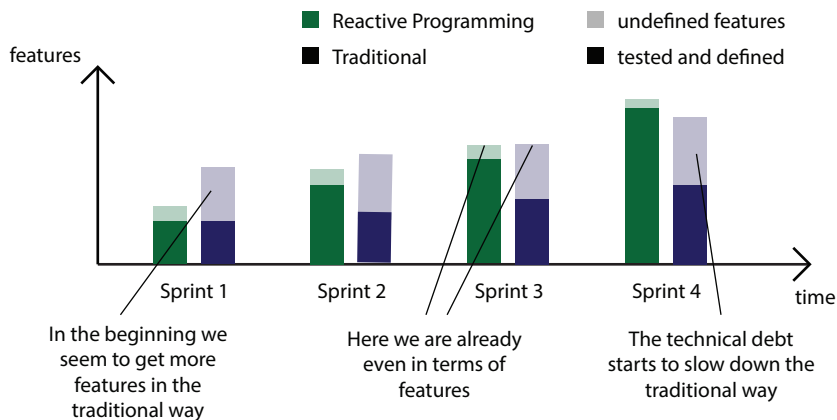 Reactive Programming
undefined features
Traditional
tested and defined
features
Sprint 1
Sprint 2
Sprint 3
Sprint 4
time
In the beginning we
seem to get more
features in the
traditional way
Here we are already
even in terms of
features
The technical debt
starts to slow down the
traditional way